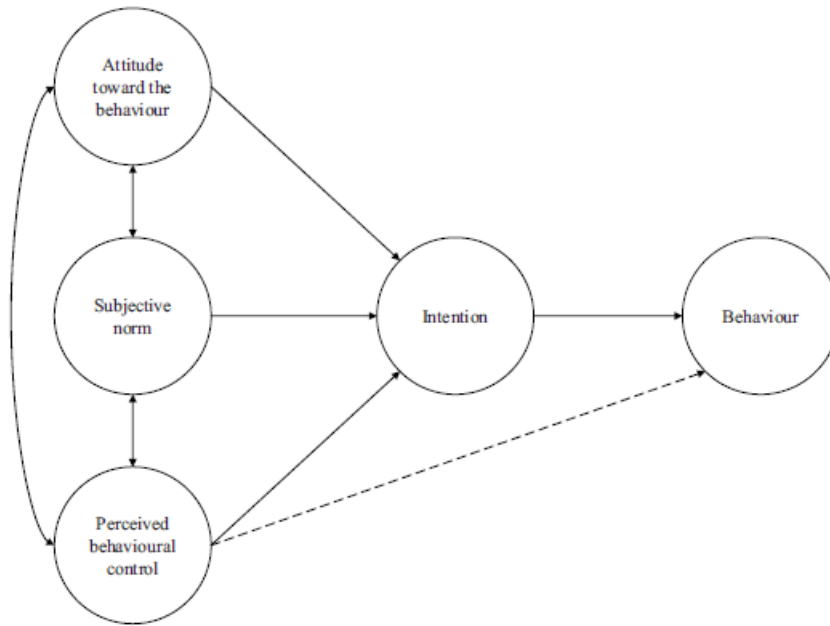 Attitude
toward the
behaviour
Subjective
norm
Intention
Behaviour
Perceived
behavioural
control